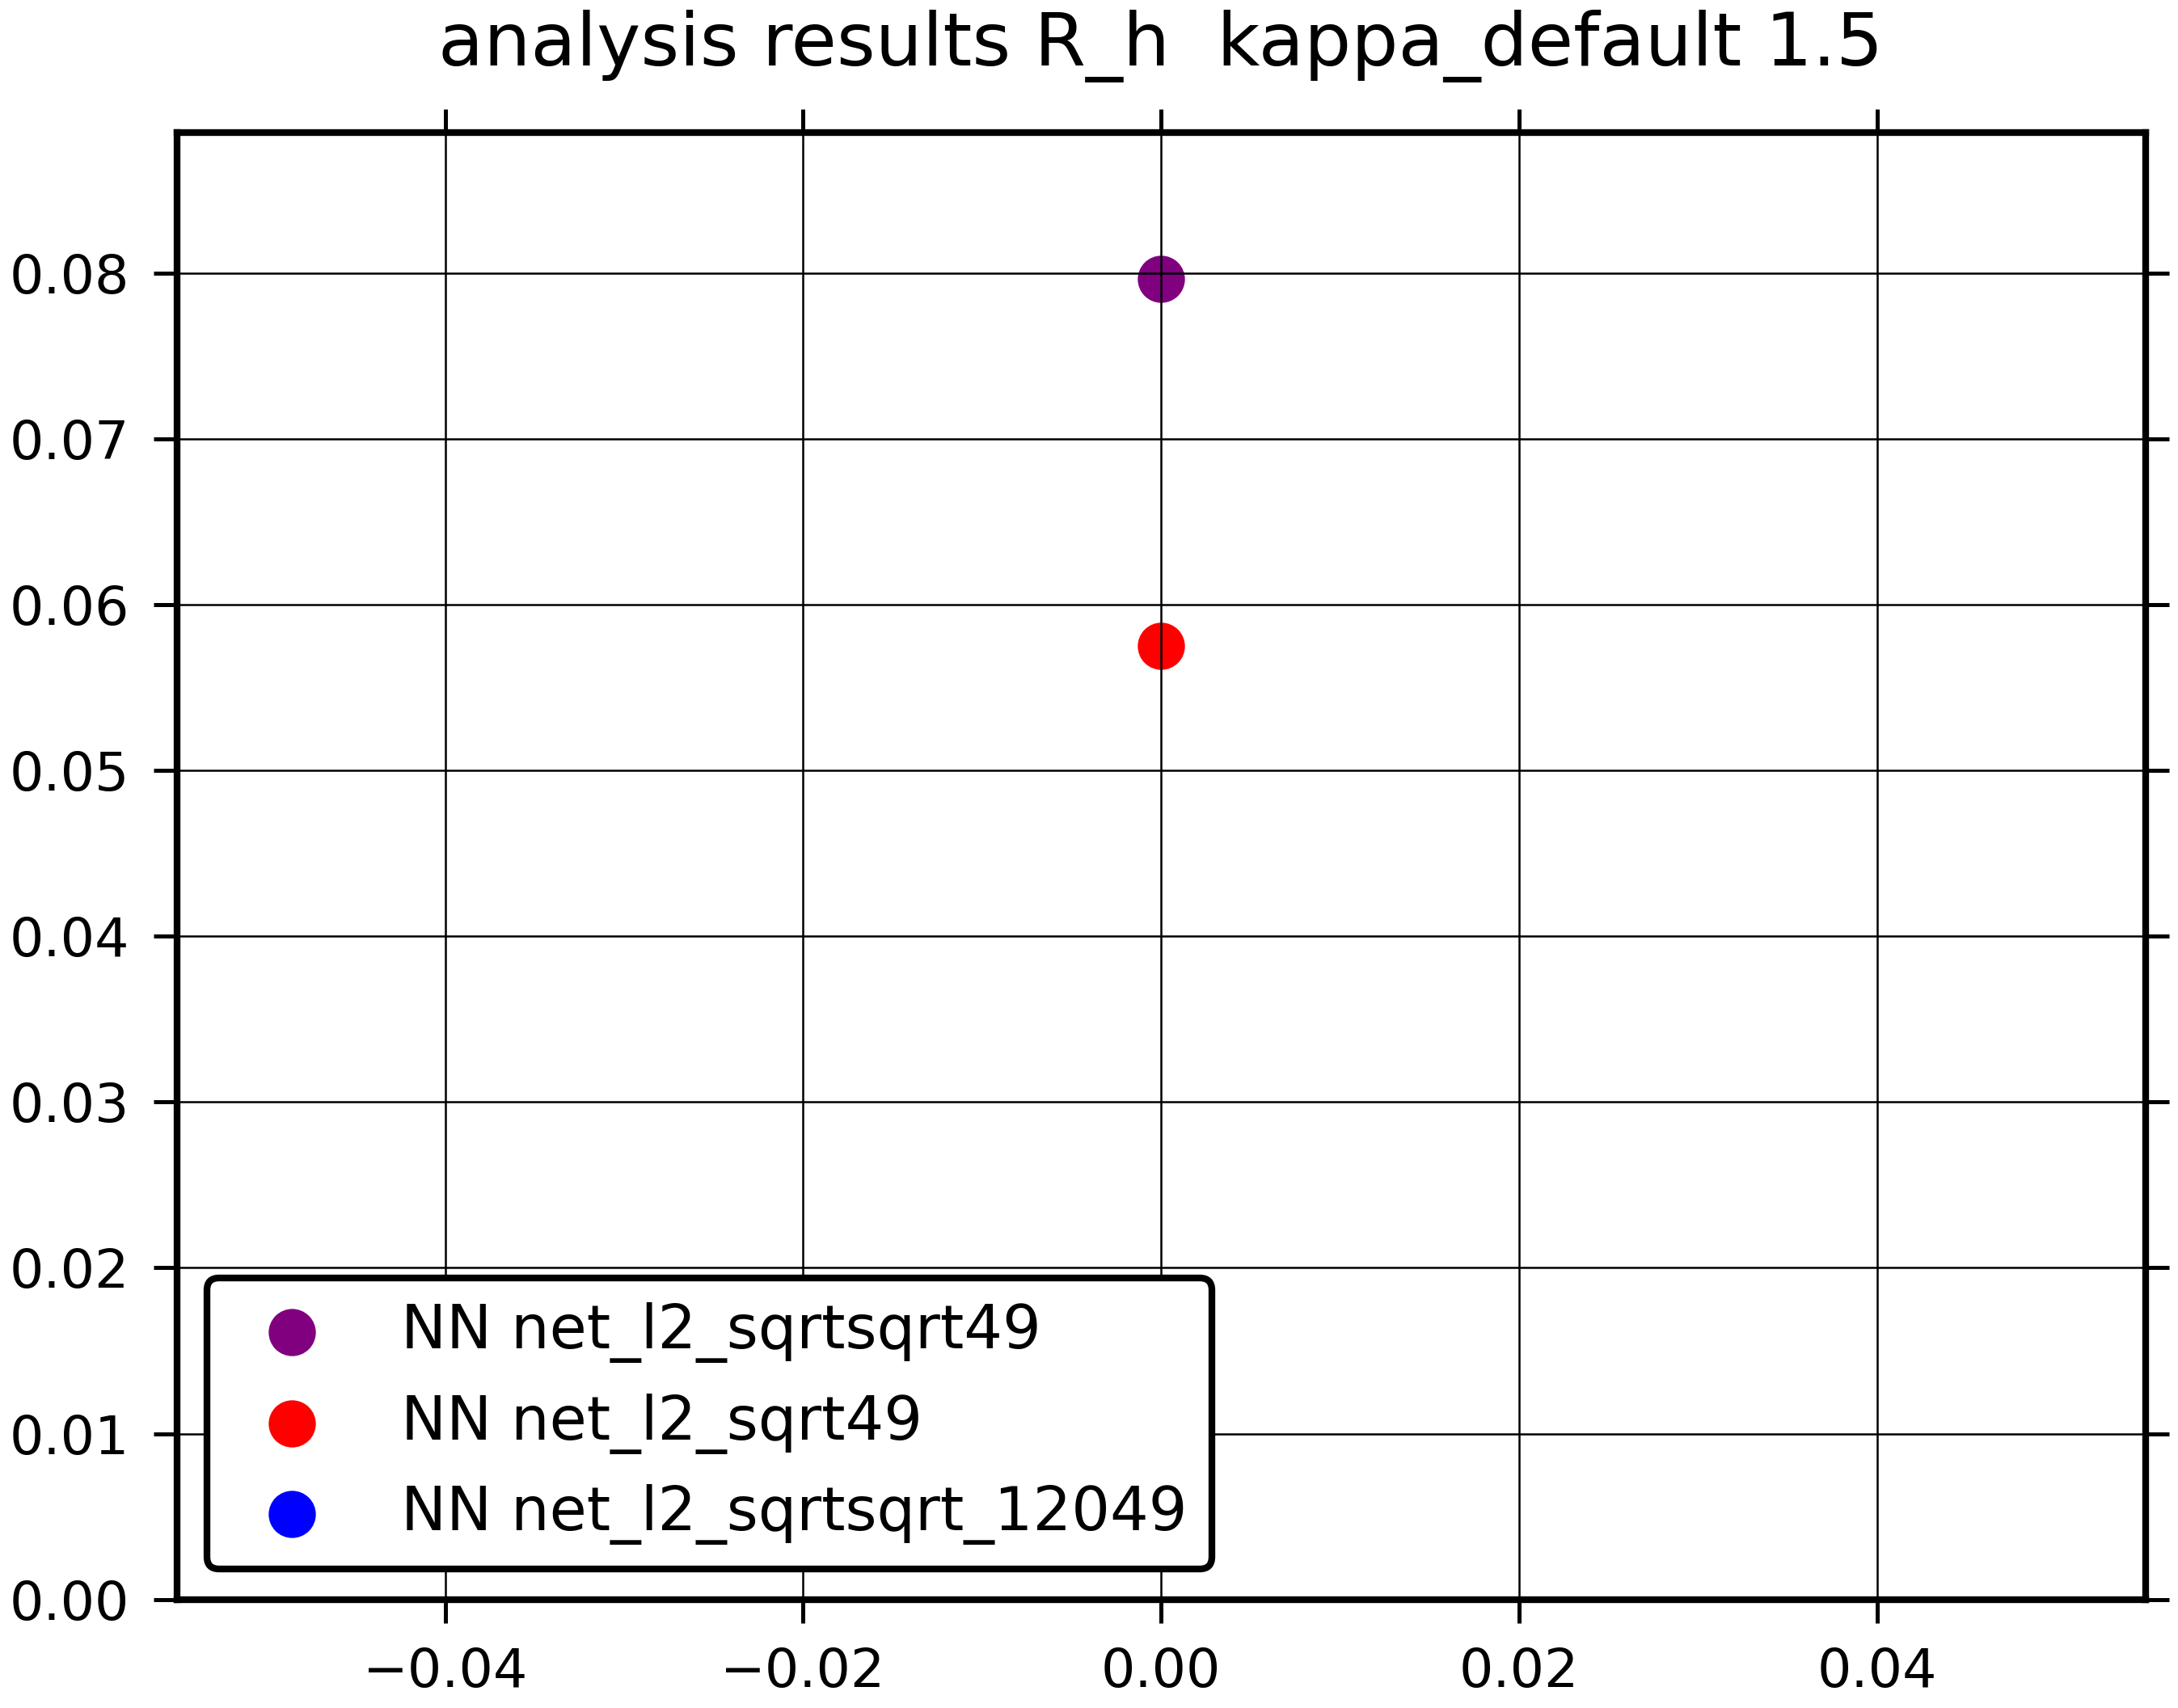 analysis results R_h  kappa_default 1.5
0.08
0.07
0.06
0.05
0.04
0.03
0.02
0.01
0.00
NN net_l2_sqrtsqrt49
NN net_l2_sqrt49
NN net_l2_sqrtsqrt_12049
−0.04 −0.02 0.00 0.02 0.04